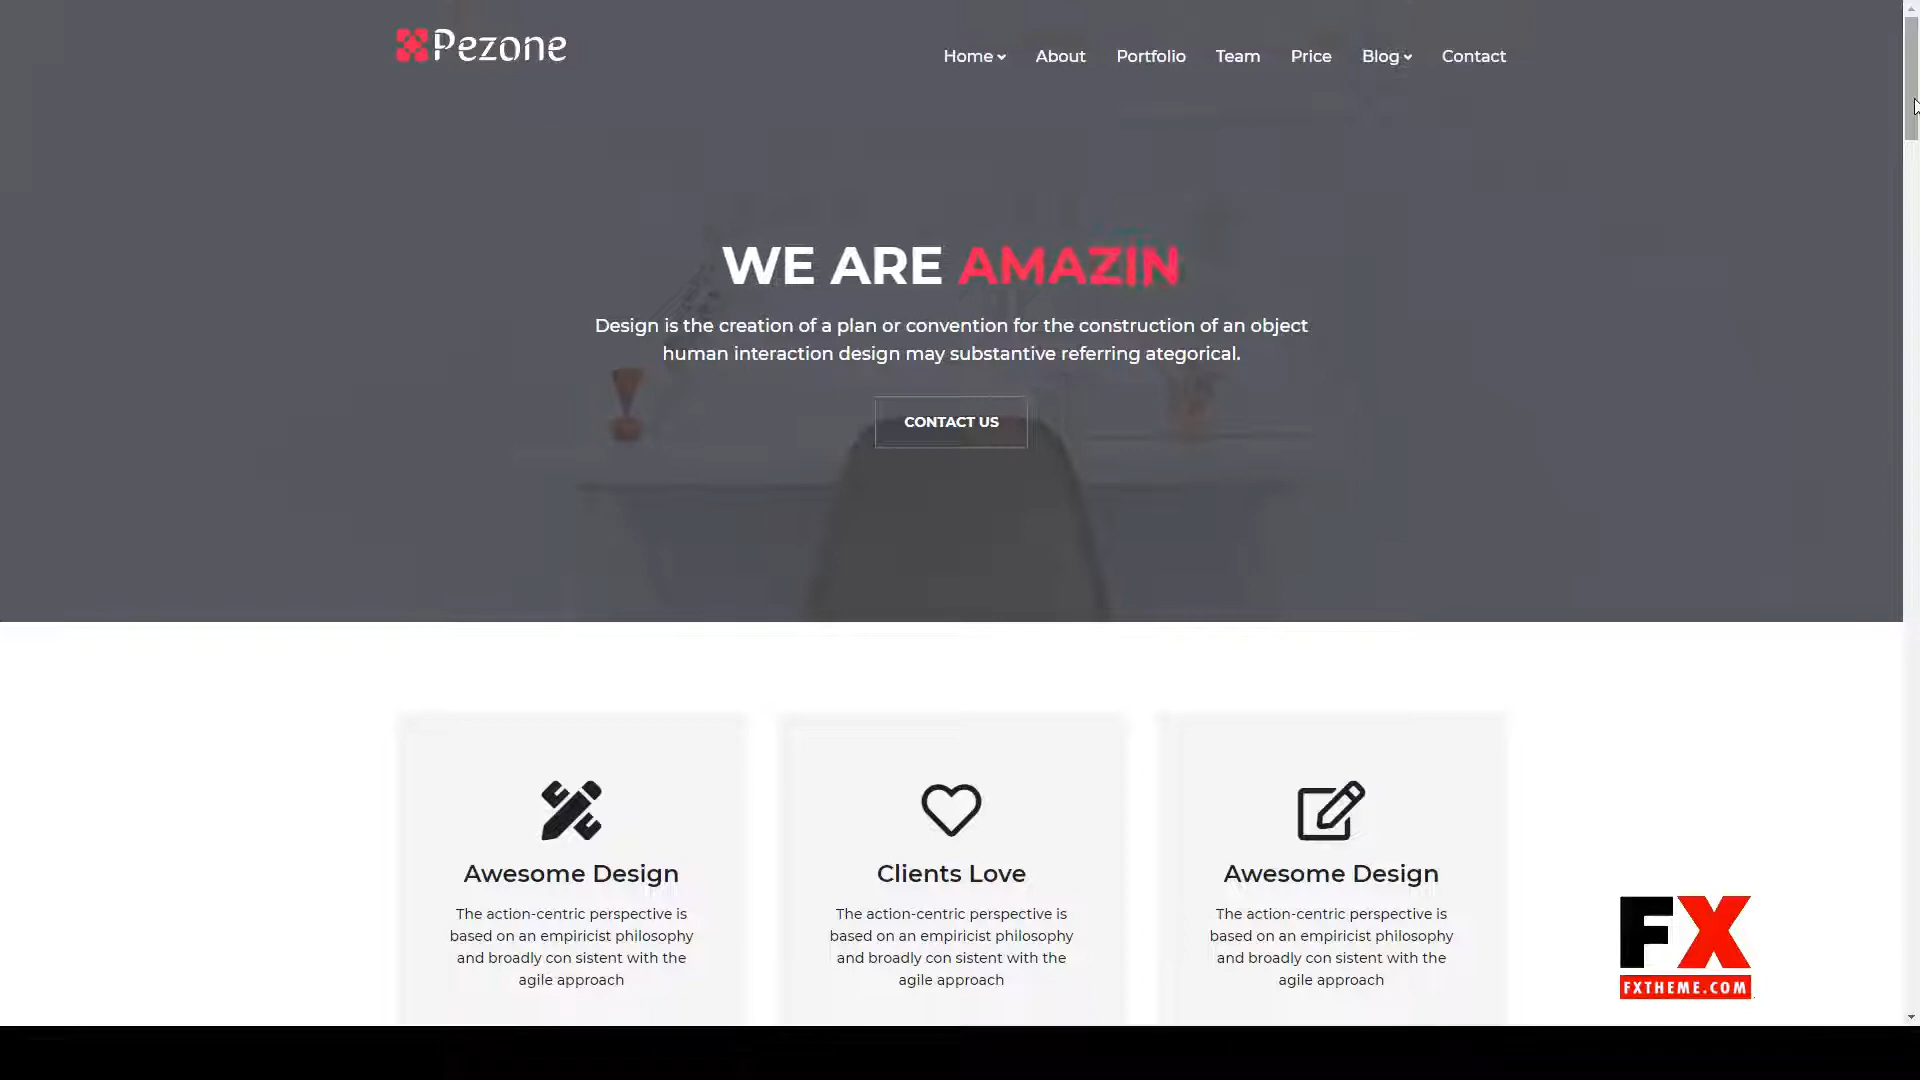 Pezone
Home
About
Portfolio
Team
Price
Blog
Contact
WE ARE AMAZIN
Design is the creation of a plan or convention for the construction of an object
human interaction design may substantive referring ategorical.
CONTACT US
Awesome Design
The action-centric perspective is
based on an empiricist philosophy
and broadly con sistent with the
agile approach
Clients Love
The action-centric perspective is
based on an empiricist philosophy
and broadly con sistent with the
agile approach
Awesome Design
The action-centric perspective is
based on an empiricist philosophy
and broadly con sistent with the
agile approach
FX
FXTHEME.COM